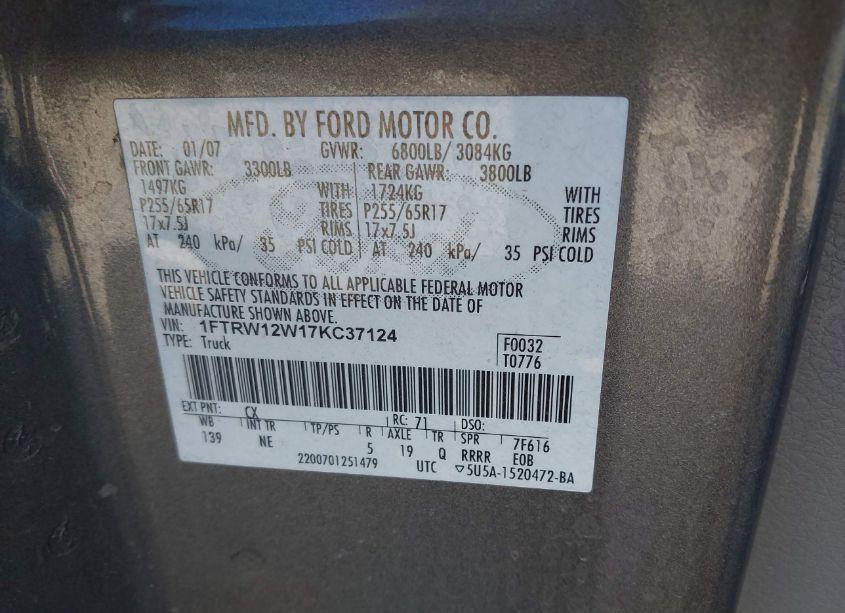 MFD. BY FORD MOTOR CO.
DATE: 01/07 GVWR: 6800LB/ 3084KG
FRONT GAWR: 3300LB REAR GAWR: 3800LB
1497KG WITH 1724KG WITH
P255/65R17 TIRES P255/65R17 TIRES
17x7.5J RIMS 17x7.5J RIMS
AT 240 kPa/ 35 PSI COLD AT 240 kPa/ 35 PSI COLD
THIS VEHICLE CONFORMS TO ALL APPLICABLE FEDERAL MOTOR
VEHICLE SAFETY STANDARDS IN EFFECT ON THE DATE OF
MANUFACTURE SHOWN ABOVE.
VIN: 1FTRW12W17KC37124
TYPE: Truck
F0032
T0776
EXT PNT: CX RC: 71 DSO:
WB INT TR TP/PS R AXLE TR SPR 7F616
139 NE 5 19 Q RRRR EOB
2200701251479 UTC ▽5U5A-1520472-BA